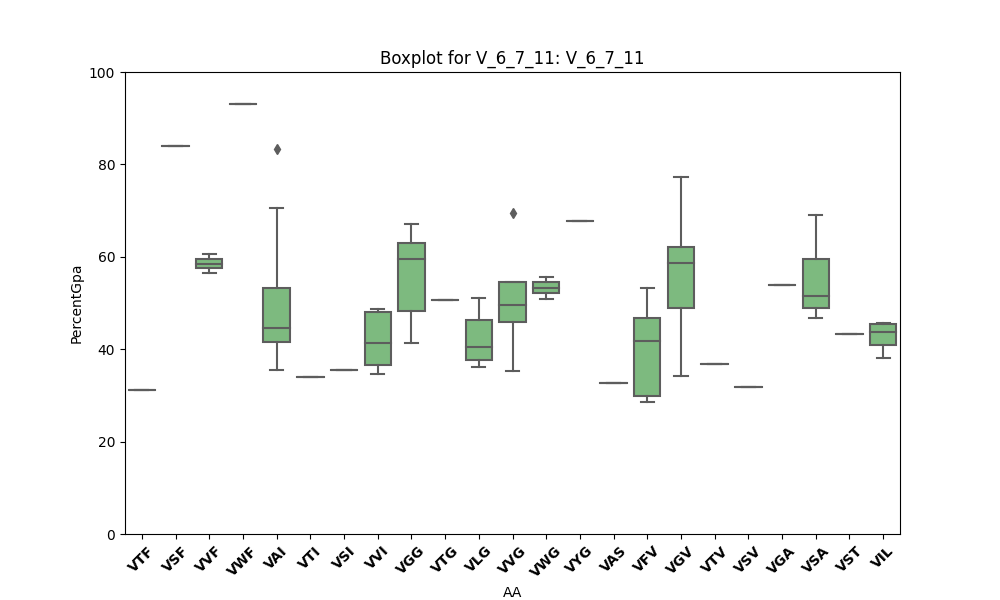 Boxplot for V_6_7_11: V_6_7_11
100
80
60
40
20
0
PercentGpa
VTF VSF VVF VWF VAI VTI VSI VVI VGG VTG VLG VVG VWG VYG VAS VFV VGV VTV VSV VGA VSA VST VIL
AA